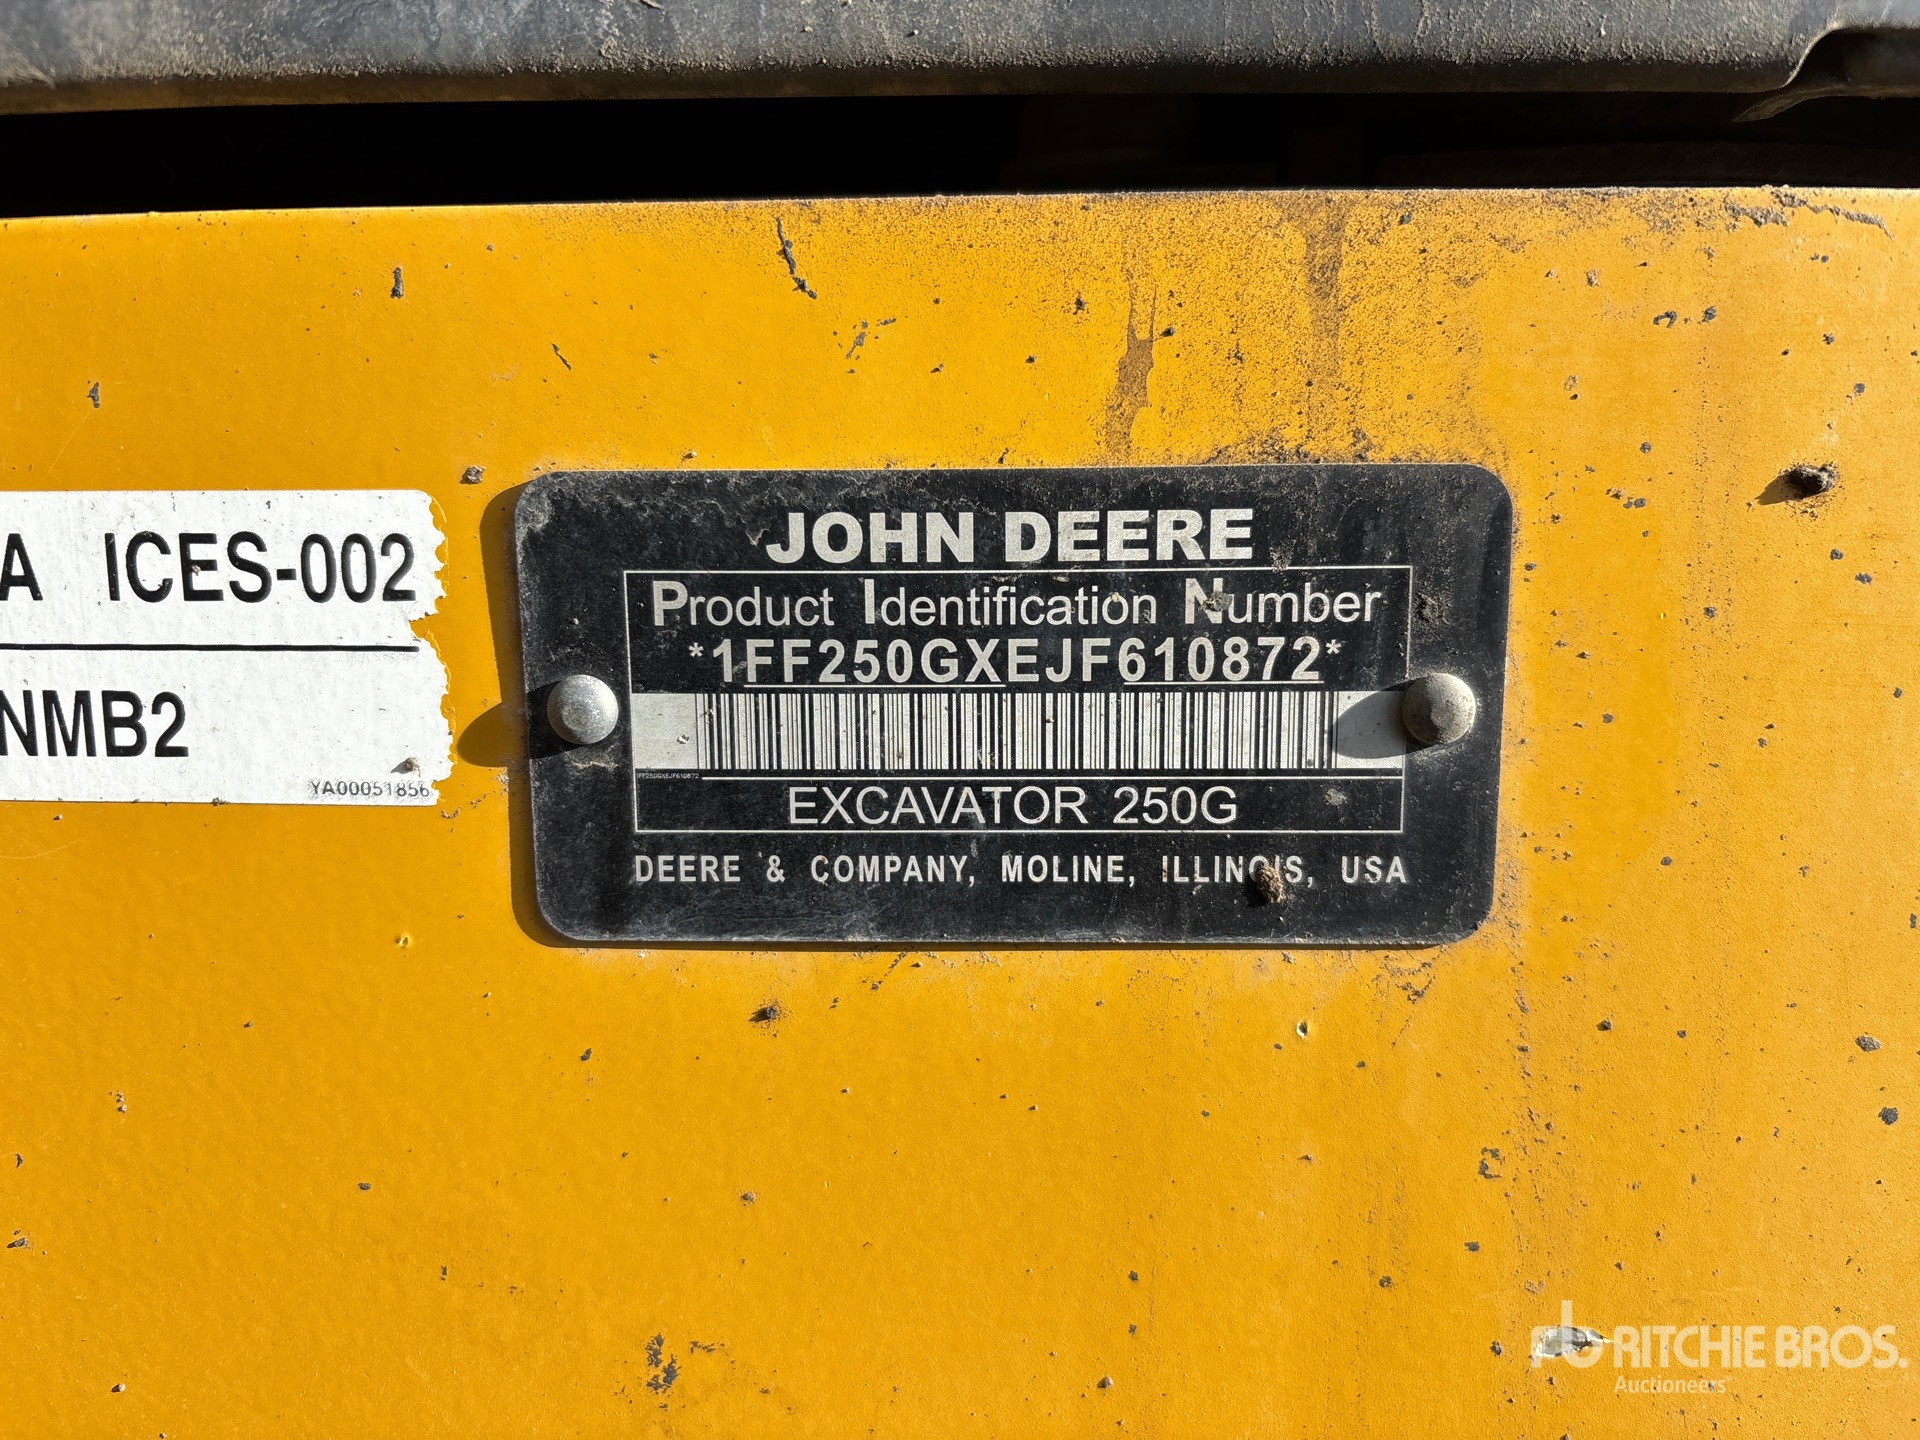 A ICES-002
NMB2
YA00051856
JOHN DEERE
Product Identification Number
*1FF250GXEJF610872*
1FF250GXEJF610872
EXCAVATOR 250G
DEERE & COMPANY, MOLINE, ILLINOIS, USA
rb RITCHIE BROS.
Auctioneers